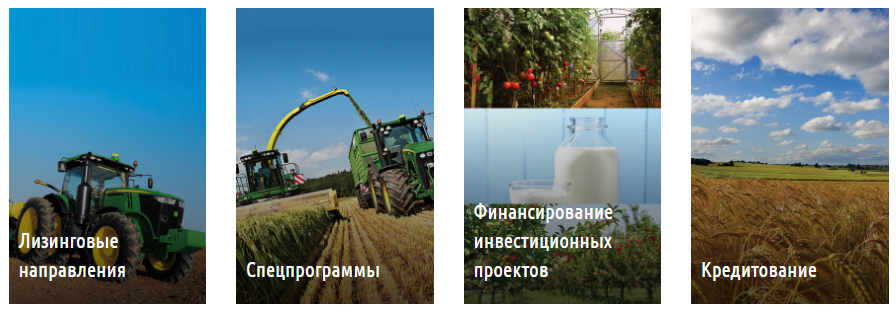 Лизинговые
направления
Спецпрограммы
Финансирование
инвестиционных
проектов
Кредитование